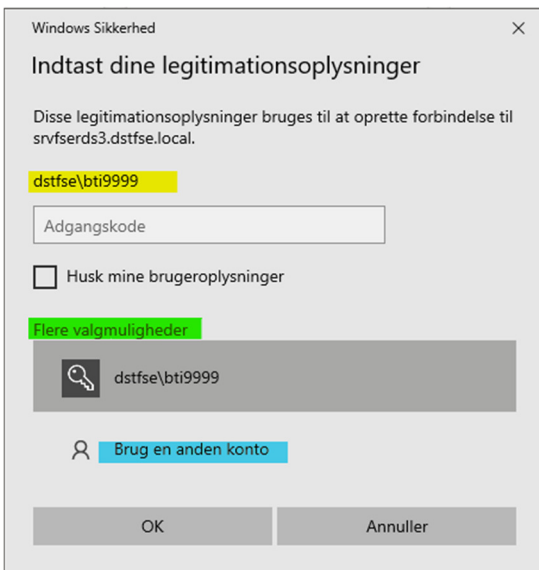 Windows Sikkerhed
Indtast dine legitimationsoplysninger
Disse legitimationsoplysninger bruges til at oprette forbindelse til
srvfserds3.dstfse.local.
dstfse\bti9999
Adgangskode
Husk mine brugeroplysninger
Flere valgmuligheder
dstfse\bti9999
Brug en anden konto
OK
Annuller